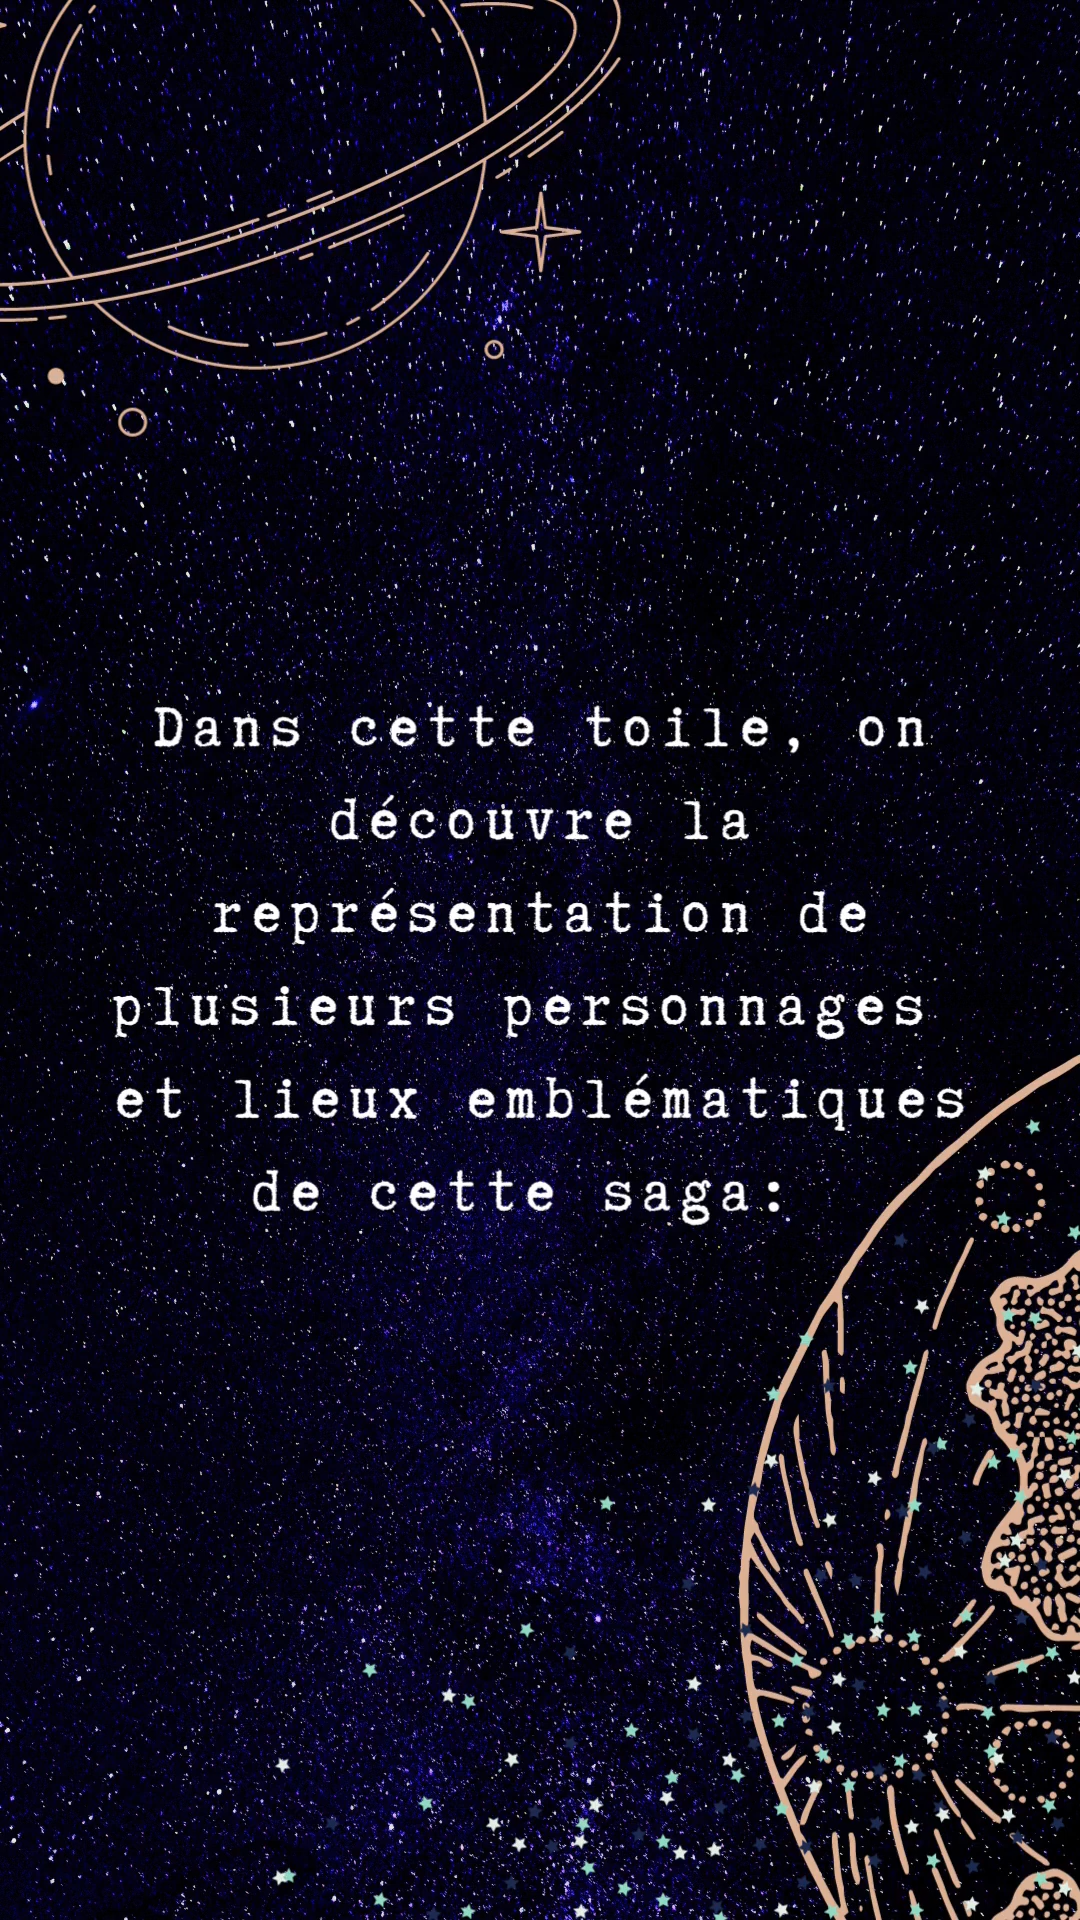 Dans cette toile, on
découvre la
représentation de
plusieurs personnages
et lieux emblématiques
de cette saga: